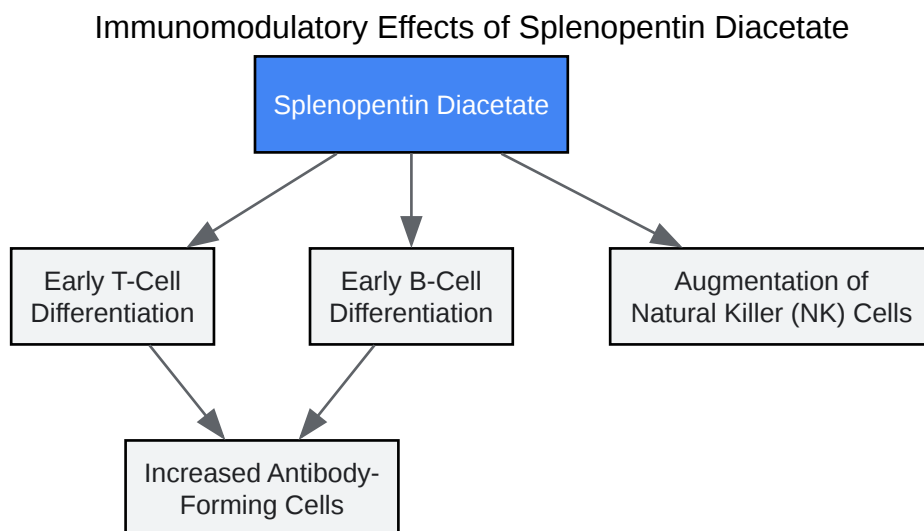 Immunomodulatory Effects of Splenopentin Diacetate
Splenopentin Diacetate
Early T-Cell
Differentiation
Early B-Cell
Differentiation
Augmentation of
Natural Killer (NK) Cells
Increased Antibody-
Forming Cells